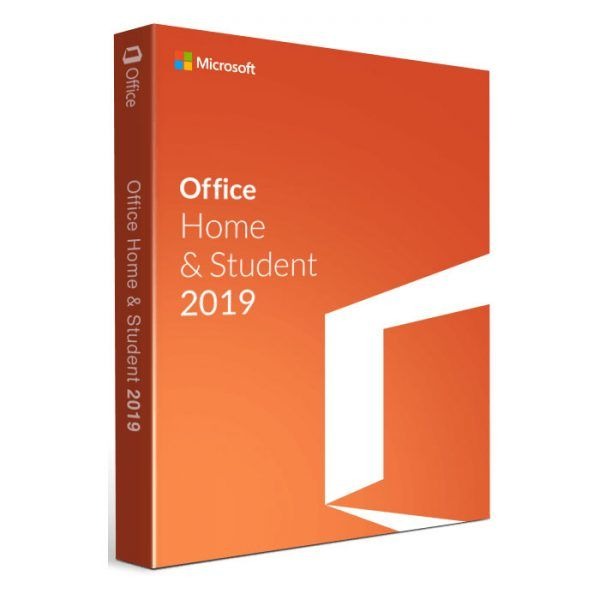 Office
Office Home & Student 2019
Microsoft
Office
Home
& Student
2019